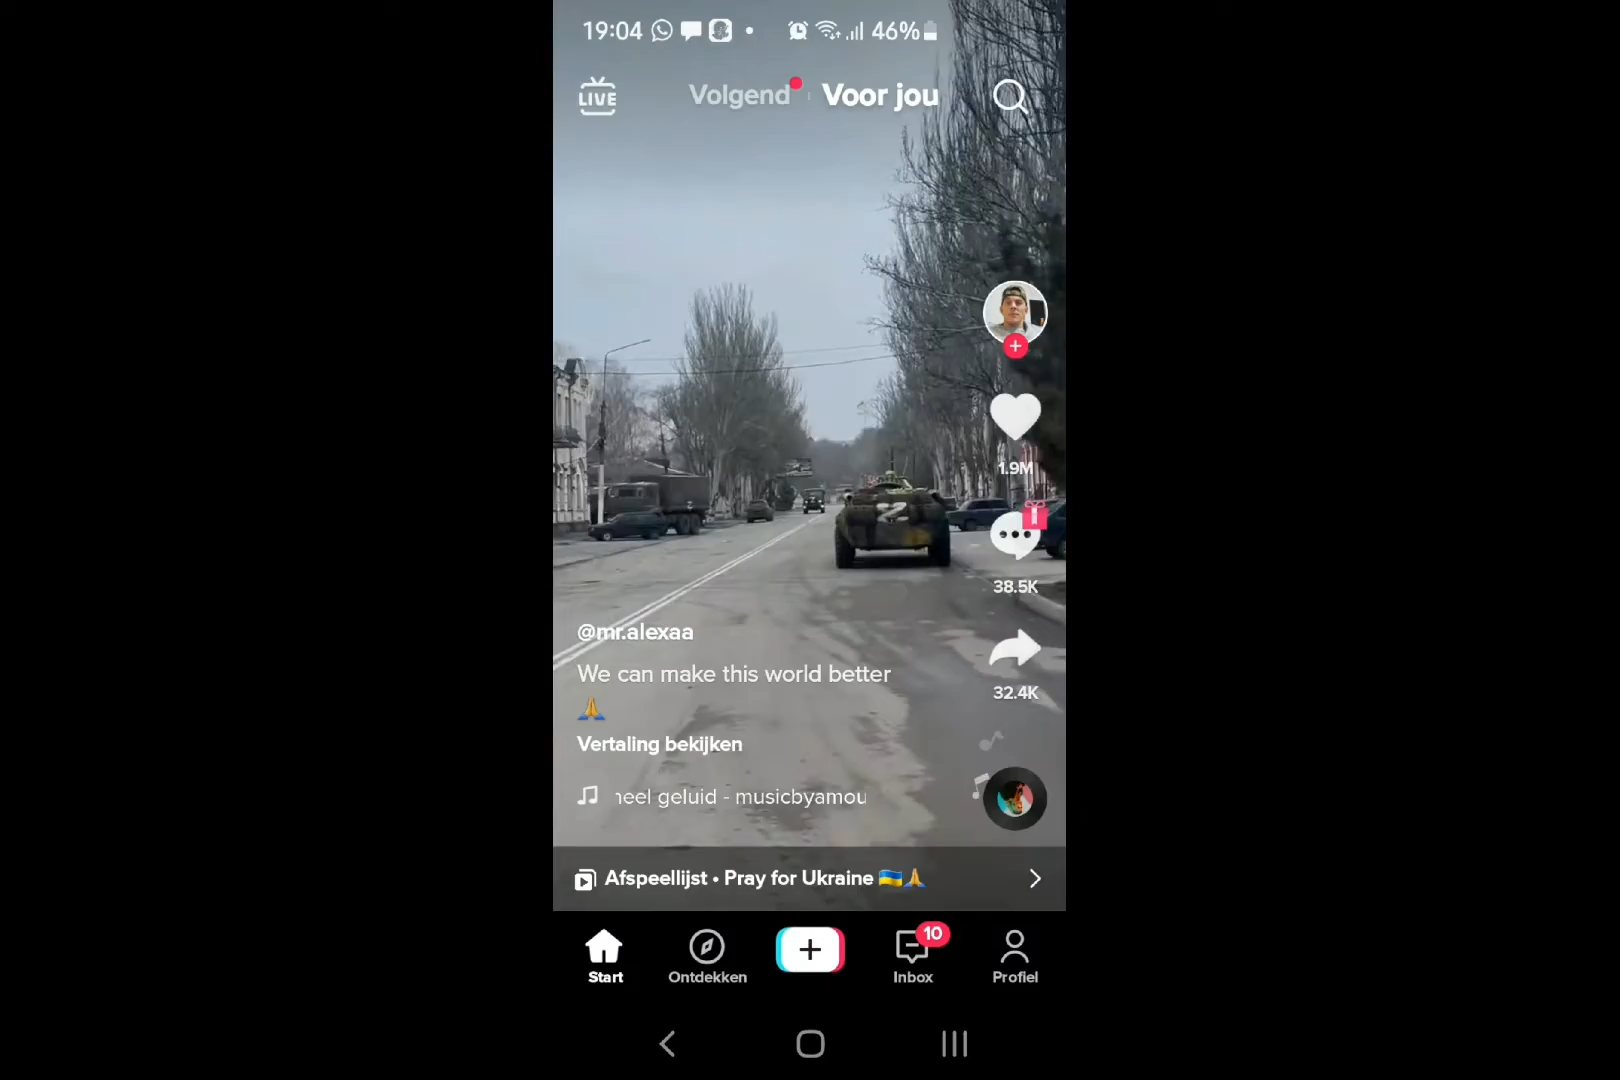 19:04
46%
LIVE
Volgend
Voor jou
1.9M
Z
38.5K
@mr.alexaa
We can make this world better
🙏
32.4K
Vertaling bekijken
neel geluid - musicbyamou
Afspeellijst • Pray for Ukraine 🇺🇦🙏
10
Start
Ontdekken
Inbox
Profiel